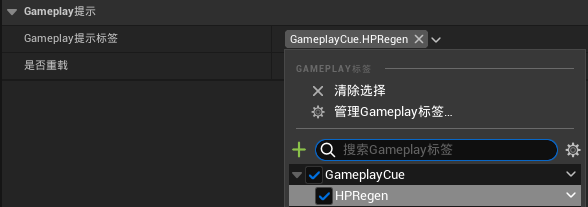 Gameplay提示
Gameplay提示标签
GameplayCue.HPRegen
是否重载
GAMEPLAY标签
清除选择
管理Gameplay标签...
搜索Gameplay标签
GameplayCue
HPRegen